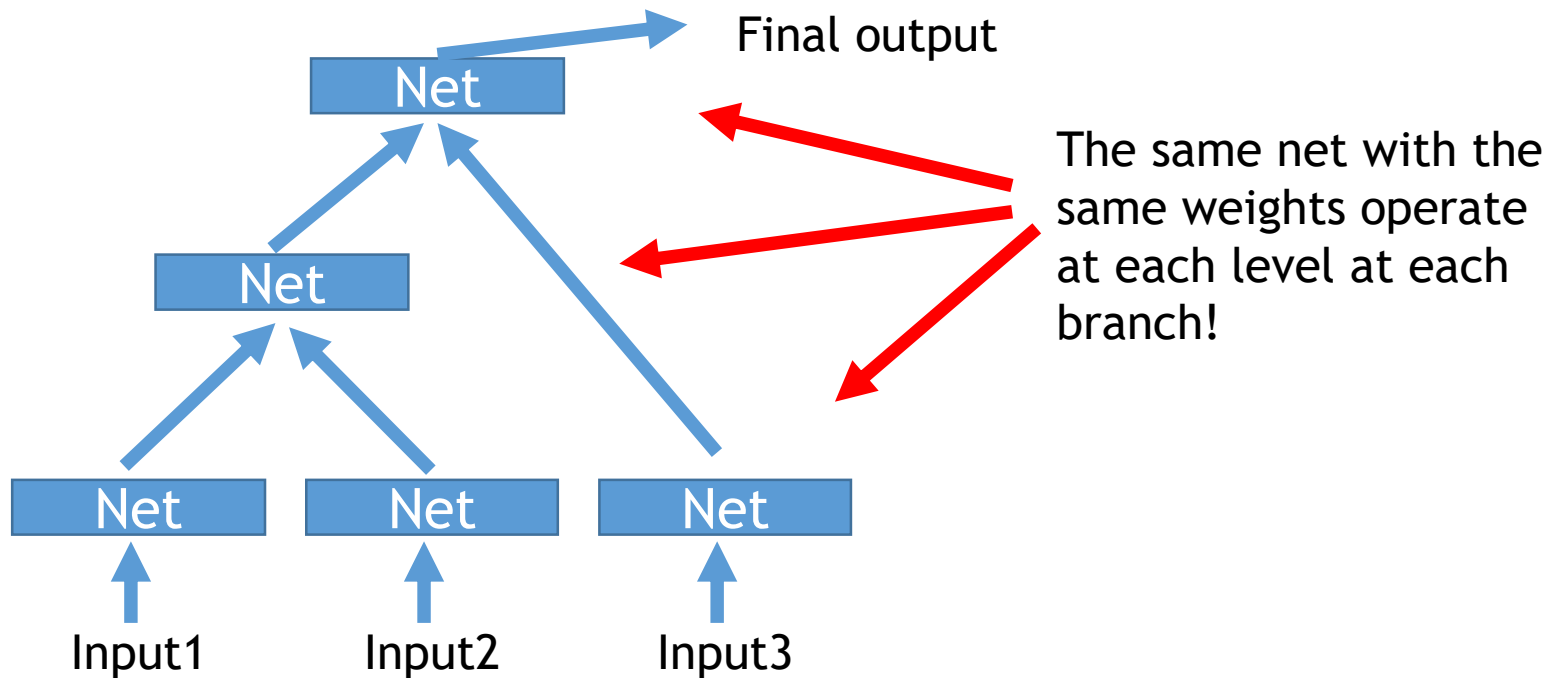 Final output
Net
The same net with the
same weights operate
at each level at each
branch!
Net
Net
Net
Net
Input1
Input2
Input3